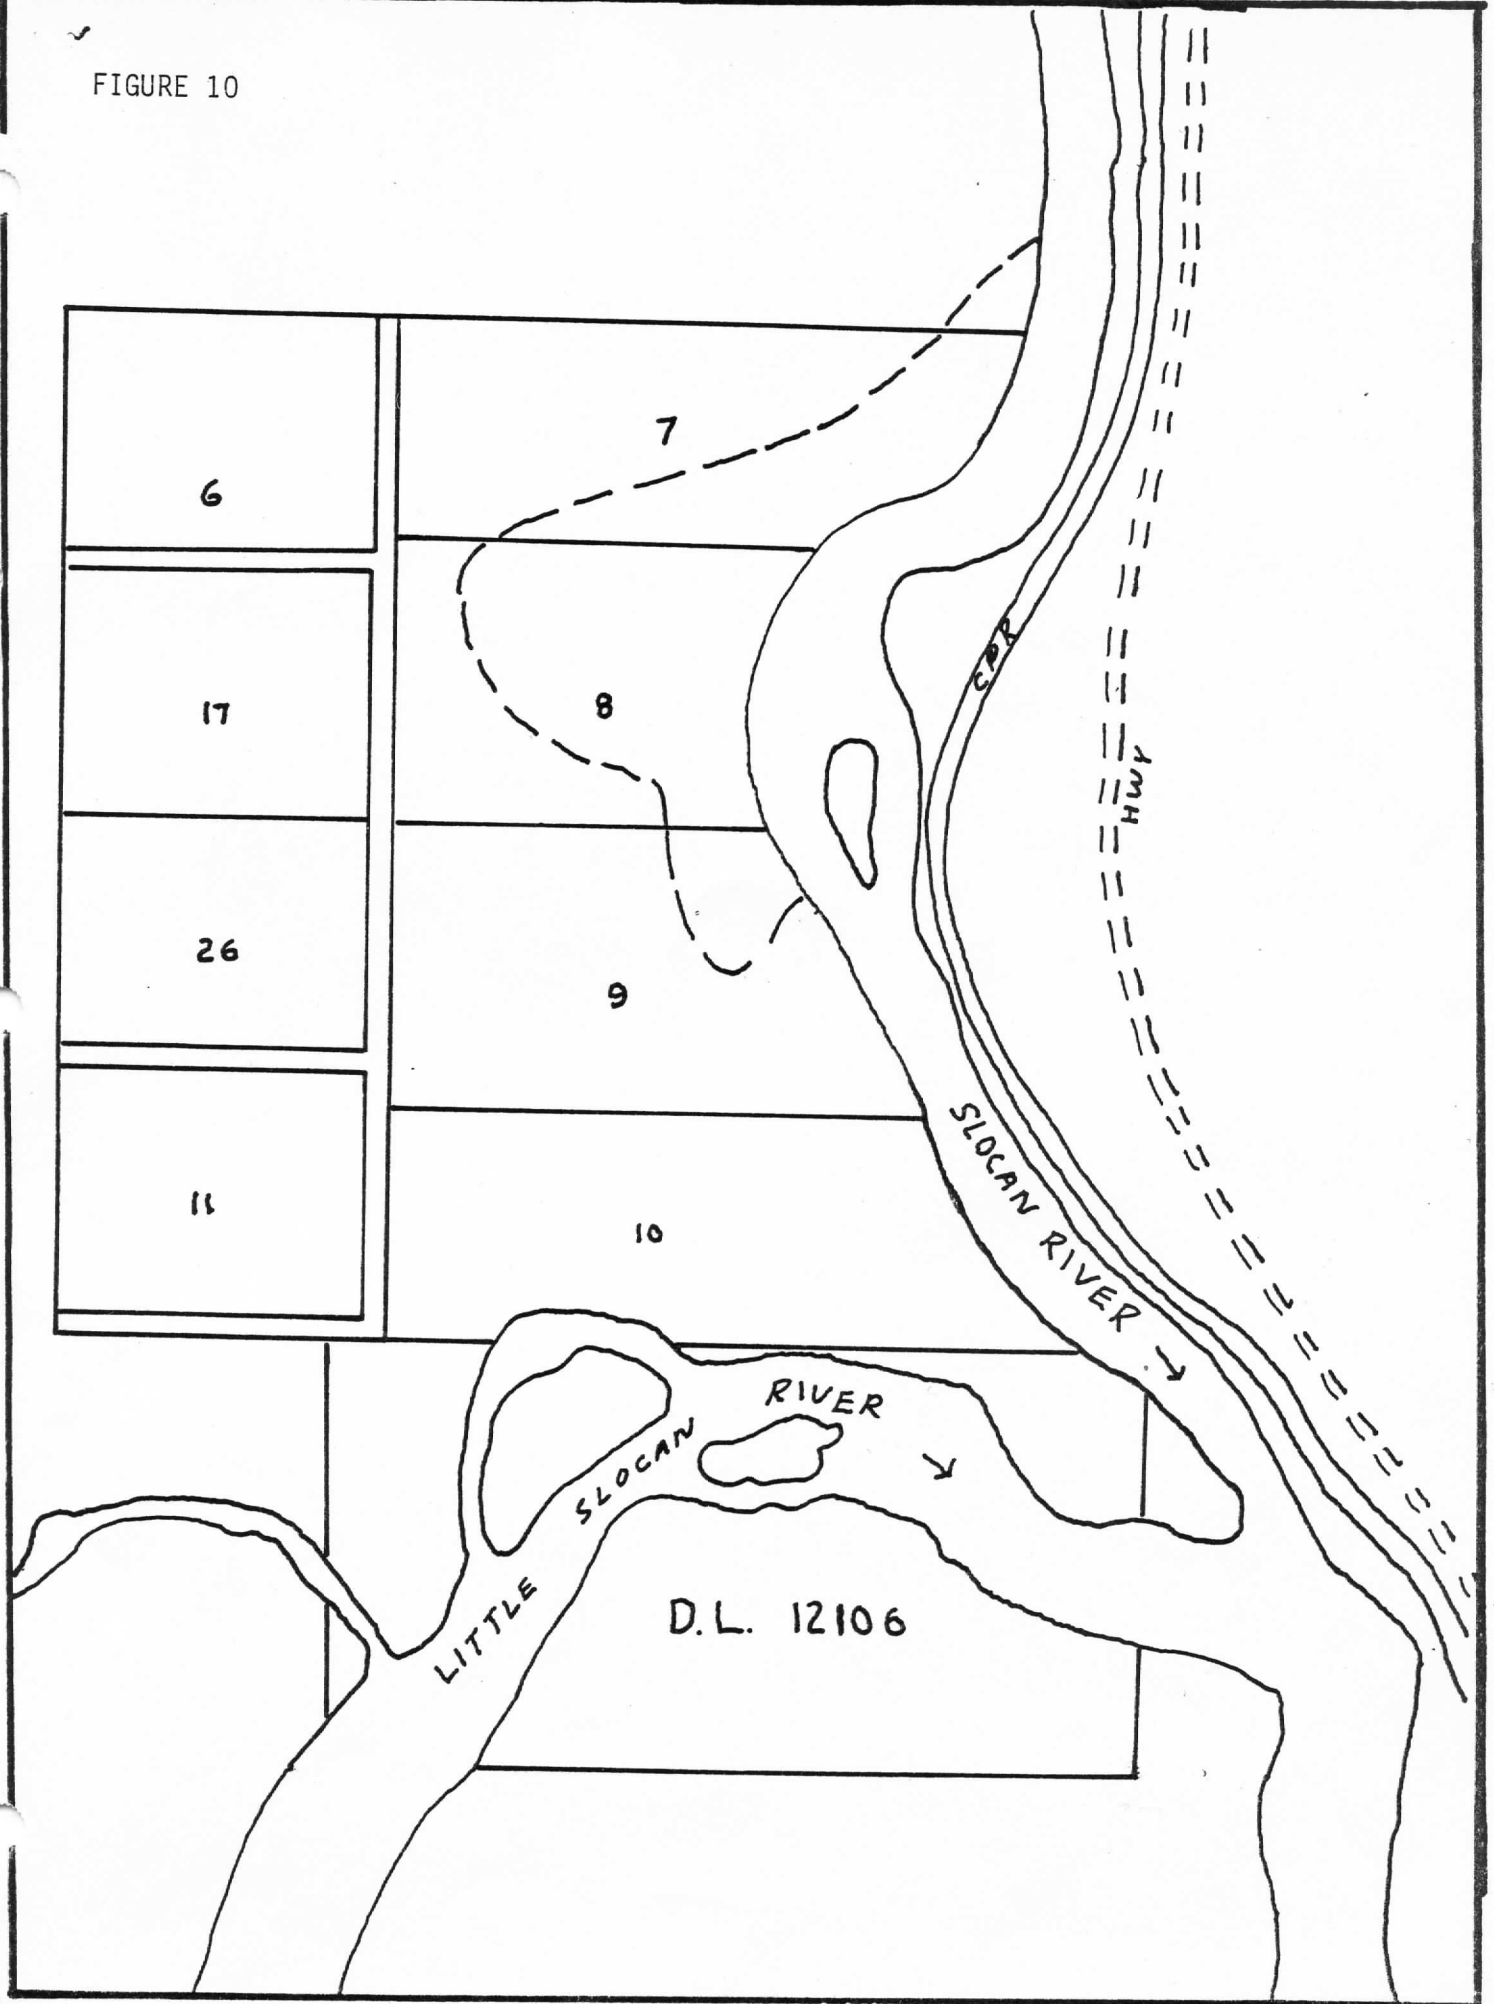 FIGURE 10
7
6
CPR
8
17
HWY
26
9
SLOCAN RIVER
11
10
RIVER
SLOCAN
LITTLE
D.L. 12106